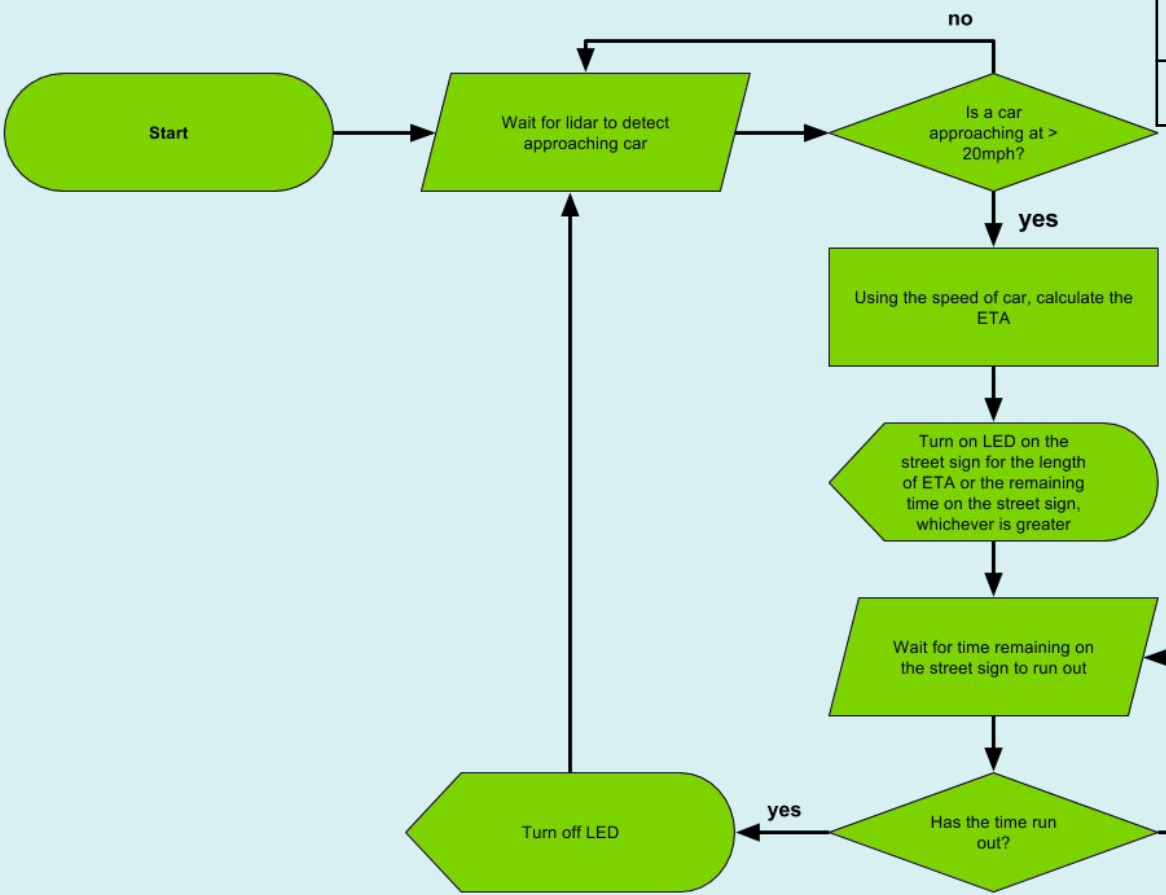 no
Start
Wait for lidar to detect
approaching car
Is a car
approaching at >
20mph?
yes
Using the speed of car, calculate the
ETA
Turn on LED on the
street sign for the length
of ETA or the remaining
time on the street sign,
whichever is greater
Wait for time remaining on
the street sign to run out
Turn off LED
yes
Has the time run
out?